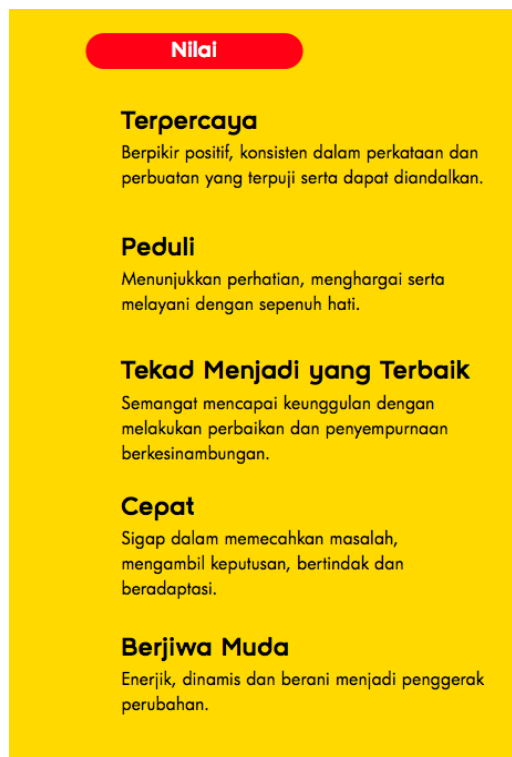 Nilai
Terpercaya
Berpikir positif, konsisten dalam perkataan dan
perbuatan yang terpuji serta dapat diandalkan.
Peduli
Menunjukkan perhatian, menghargai serta
melayani dengan sepenuh hati.
Tekad Menjadi yang Terbaik
Semangat mencapai keunggulan dengan
melakukan perbaikan dan penyempurnaan
berkesinambungan.
Cepat
Sigap dalam memecahkan masalah,
mengambil keputusan, bertindak dan
beradaptasi.
Berjiwa Muda
Enerjik, dinamis dan berani menjadi penggerak
perubahan.